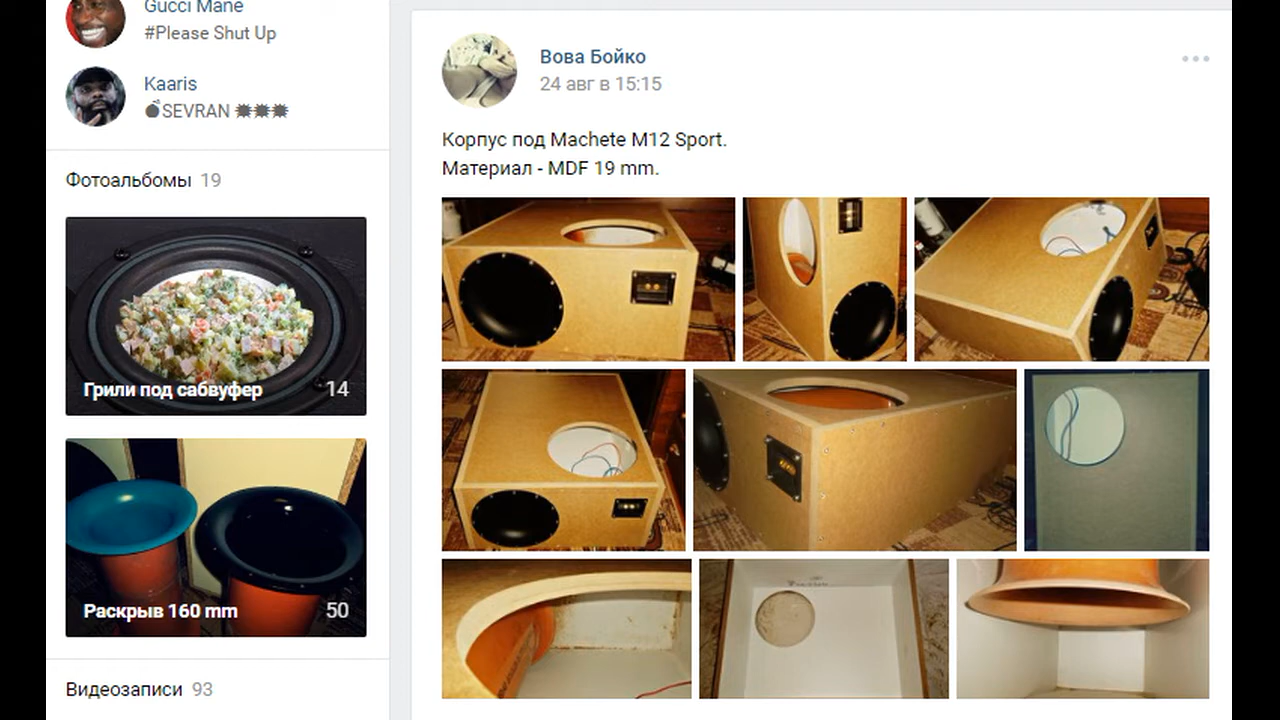 Gucci Mane
#Please Shut Up
Kaaris
💣SEVRAN ✹✹✹
Фотоальбомы 19
Грили под сабвуфер 14
Раскрыв 160 mm 50
Видеозаписи 93
Вова Бойко
24 авг в 15:15
Корпус под Machete M12 Sport.
Материал - MDF 19 mm.